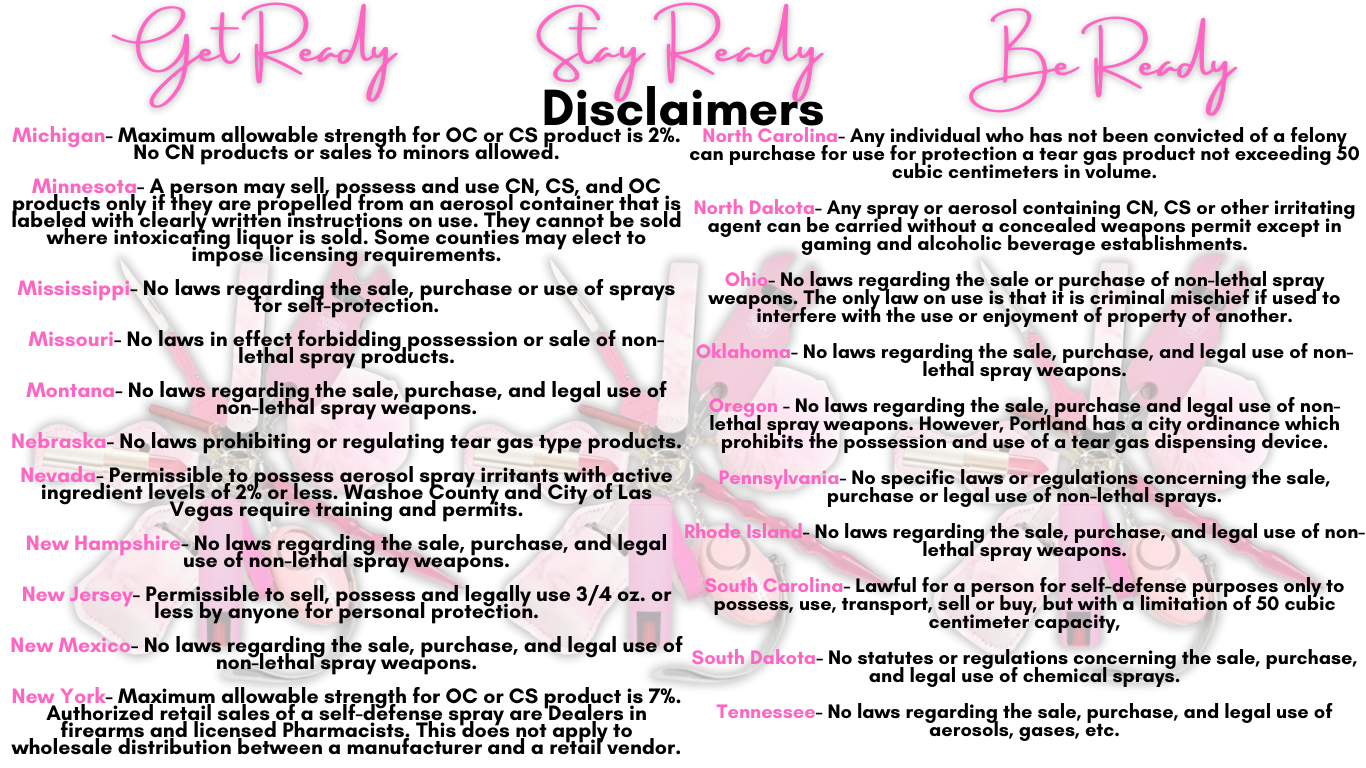 Get Ready
Stay Ready
Be Ready
Disclaimers
Michigan- Maximum allowable strength for OC or CS product is 2%.
No CN products or sales to minors allowed.
Minnesota- A person may sell, possess and use CN, CS, and OC
products only if they are propelled from an aerosol container that is
labeled with clearly written instructions on use. They cannot be sold
where intoxicating liquor is sold. Some counties may elect to
impose licensing requirements.
Mississippi- No laws regarding the sale, purchase or use of sprays
for self-protection.
Missouri- No laws in effect forbidding possession or sale of non-
lethal spray products.
Montana- No laws regarding the sale, purchase, and legal use of
non-lethal spray weapons.
Nebraska- No laws prohibiting or regulating tear gas type products.
Nevada- Permissible to possess aerosol spray irritants with active
ingredient levels of 2% or less. Washoe County and City of Las
Vegas require training and permits.
New Hampshire- No laws regarding the sale, purchase, and legal
use of non-lethal spray weapons.
New Jersey- Permissible to sell, possess and legally use 3/4 oz. or
less by anyone for personal protection.
New Mexico- No laws regarding the sale, purchase, and legal use of
non-lethal spray weapons.
New York- Maximum allowable strength for OC or CS product is 7%.
Authorized retail sales of a self-defense spray are Dealers in
firearms and licensed Pharmacists. This does not apply to
wholesale distribution between a manufacturer and a retail vendor.
North Carolina- Any individual who has not been convicted of a felony
can purchase for use for protection a tear gas product not exceeding 50
cubic centimeters in volume.
North Dakota- Any spray or aerosol containing CN, CS or other irritating
agent can be carried without a concealed weapons permit except in
gaming and alcoholic beverage establishments.
Ohio- No laws regarding the sale or purchase of non-lethal spray
weapons. The only law on use is that it is criminal mischief if used to
interfere with the use or enjoyment of property of another.
Oklahoma- No laws regarding the sale, purchase, and legal use of non-
lethal spray weapons.
Oregon - No laws regarding the sale, purchase and legal use of non-
lethal spray weapons. However, Portland has a city ordinance which
prohibits the possession and use of a tear gas dispensing device.
Pennsylvania- No specific laws or regulations concerning the sale,
purchase or legal use of non-lethal sprays.
Rhode Island- No laws regarding the sale, purchase, and legal use of non-
lethal spray weapons.
South Carolina- Lawful for a person for self-defense purposes only to
possess, use, transport, sell or buy, but with a limitation of 50 cubic
centimeter capacity,
South Dakota- No statutes or regulations concerning the sale, purchase,
and legal use of chemical sprays.
Tennessee- No laws regarding the sale, purchase, and legal use of
aerosols, gases, etc.